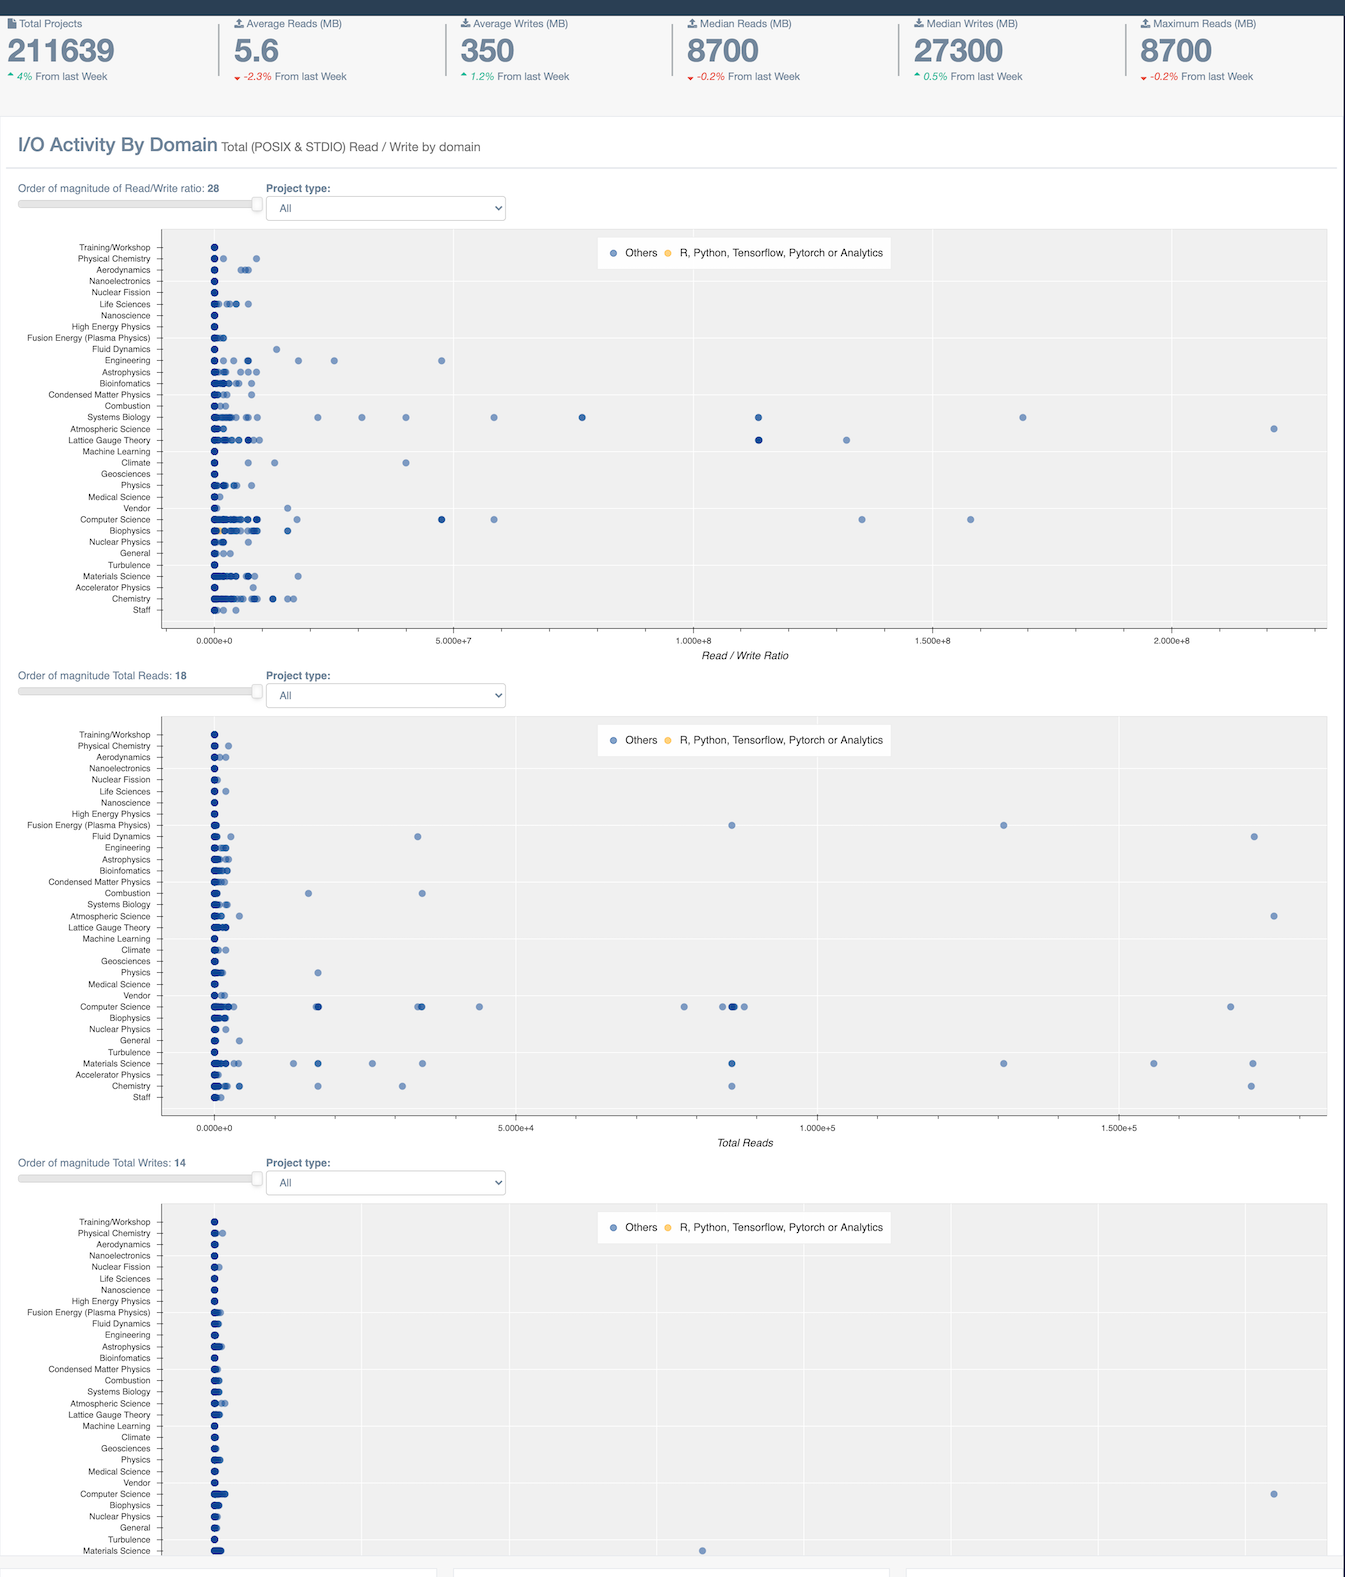 Total Projects
211639
4% From last Week
Average Reads (MB)
5.6
-2.3% From last Week
Average Writes (MB)
350
1.2% From last Week
Median Reads (MB)
8700
-0.2% From last Week
Median Writes (MB)
27300
0.5% From last Week
Maximum Reads (MB)
8700
-0.2% From last Week
I/O Activity By Domain Total (POSIX & STDIO) Read / Write by domain
Order of magnitude of Read/Write ratio: 28
Project type:
All
Others
R, Python, Tensorflow, Pytorch or Analytics
Training/Workshop
Physical Chemistry
Aerodynamics
Nanoelectronics
Nuclear Fission
Life Sciences
Nanoscience
High Energy Physics
Fusion Energy (Plasma Physics)
Fluid Dynamics
Engineering
Astrophysics
Bioinfomatics
Condensed Matter Physics
Combustion
Systems Biology
Atmospheric Science
Lattice Gauge Theory
Machine Learning
Climate
Geosciences
Physics
Medical Science
Vendor
Computer Science
Biophysics
Nuclear Physics
General
Turbulence
Materials Science
Accelerator Physics
Chemistry
Staff
0.000e+0 5.000e+7 1.000e+8 1.500e+8 2.000e+8
Read / Write Ratio
Order of magnitude Total Reads: 18
Project type:
All
Others
R, Python, Tensorflow, Pytorch or Analytics
Training/Workshop
Physical Chemistry
Aerodynamics
Nanoelectronics
Nuclear Fission
Life Sciences
Nanoscience
High Energy Physics
Fusion Energy (Plasma Physics)
Fluid Dynamics
Engineering
Astrophysics
Bioinfomatics
Condensed Matter Physics
Combustion
Systems Biology
Atmospheric Science
Lattice Gauge Theory
Machine Learning
Climate
Geosciences
Physics
Medical Science
Vendor
Computer Science
Biophysics
Nuclear Physics
General
Turbulence
Materials Science
Accelerator Physics
Chemistry
Staff
0.000e+0 5.000e+4 1.000e+5 1.500e+5
Total Reads
Order of magnitude Total Writes: 14
Project type:
All
Others
R, Python, Tensorflow, Pytorch or Analytics
Training/Workshop
Physical Chemistry
Aerodynamics
Nanoelectronics
Nuclear Fission
Life Sciences
Nanoscience
High Energy Physics
Fusion Energy (Plasma Physics)
Fluid Dynamics
Engineering
Astrophysics
Bioinfomatics
Condensed Matter Physics
Combustion
Systems Biology
Atmospheric Science
Lattice Gauge Theory
Machine Learning
Climate
Geosciences
Physics
Medical Science
Vendor
Computer Science
Biophysics
Nuclear Physics
General
Turbulence
Materials Science